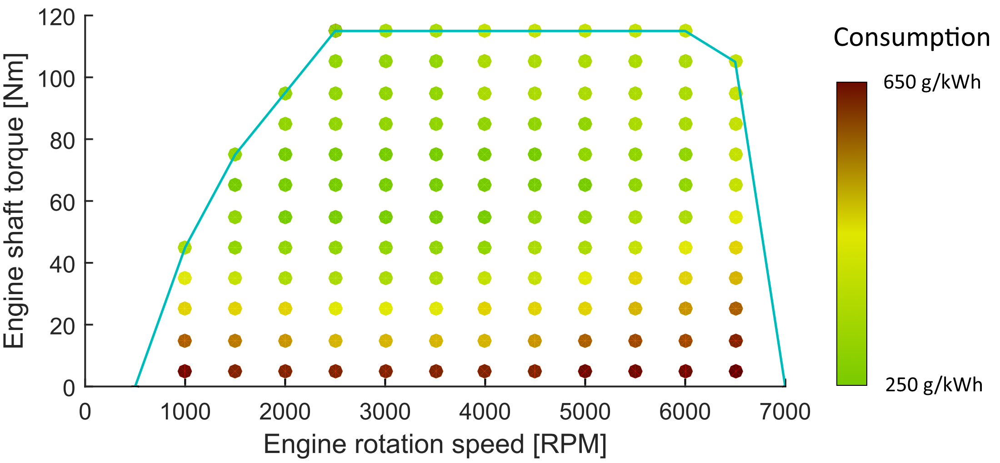 120
100
80
60
40
20
0
Engine shaft torque [Nm]
0 1000 2000 3000 4000 5000 6000 7000
Engine rotation speed [RPM]
Consumption
650 g/kWh
250 g/kWh